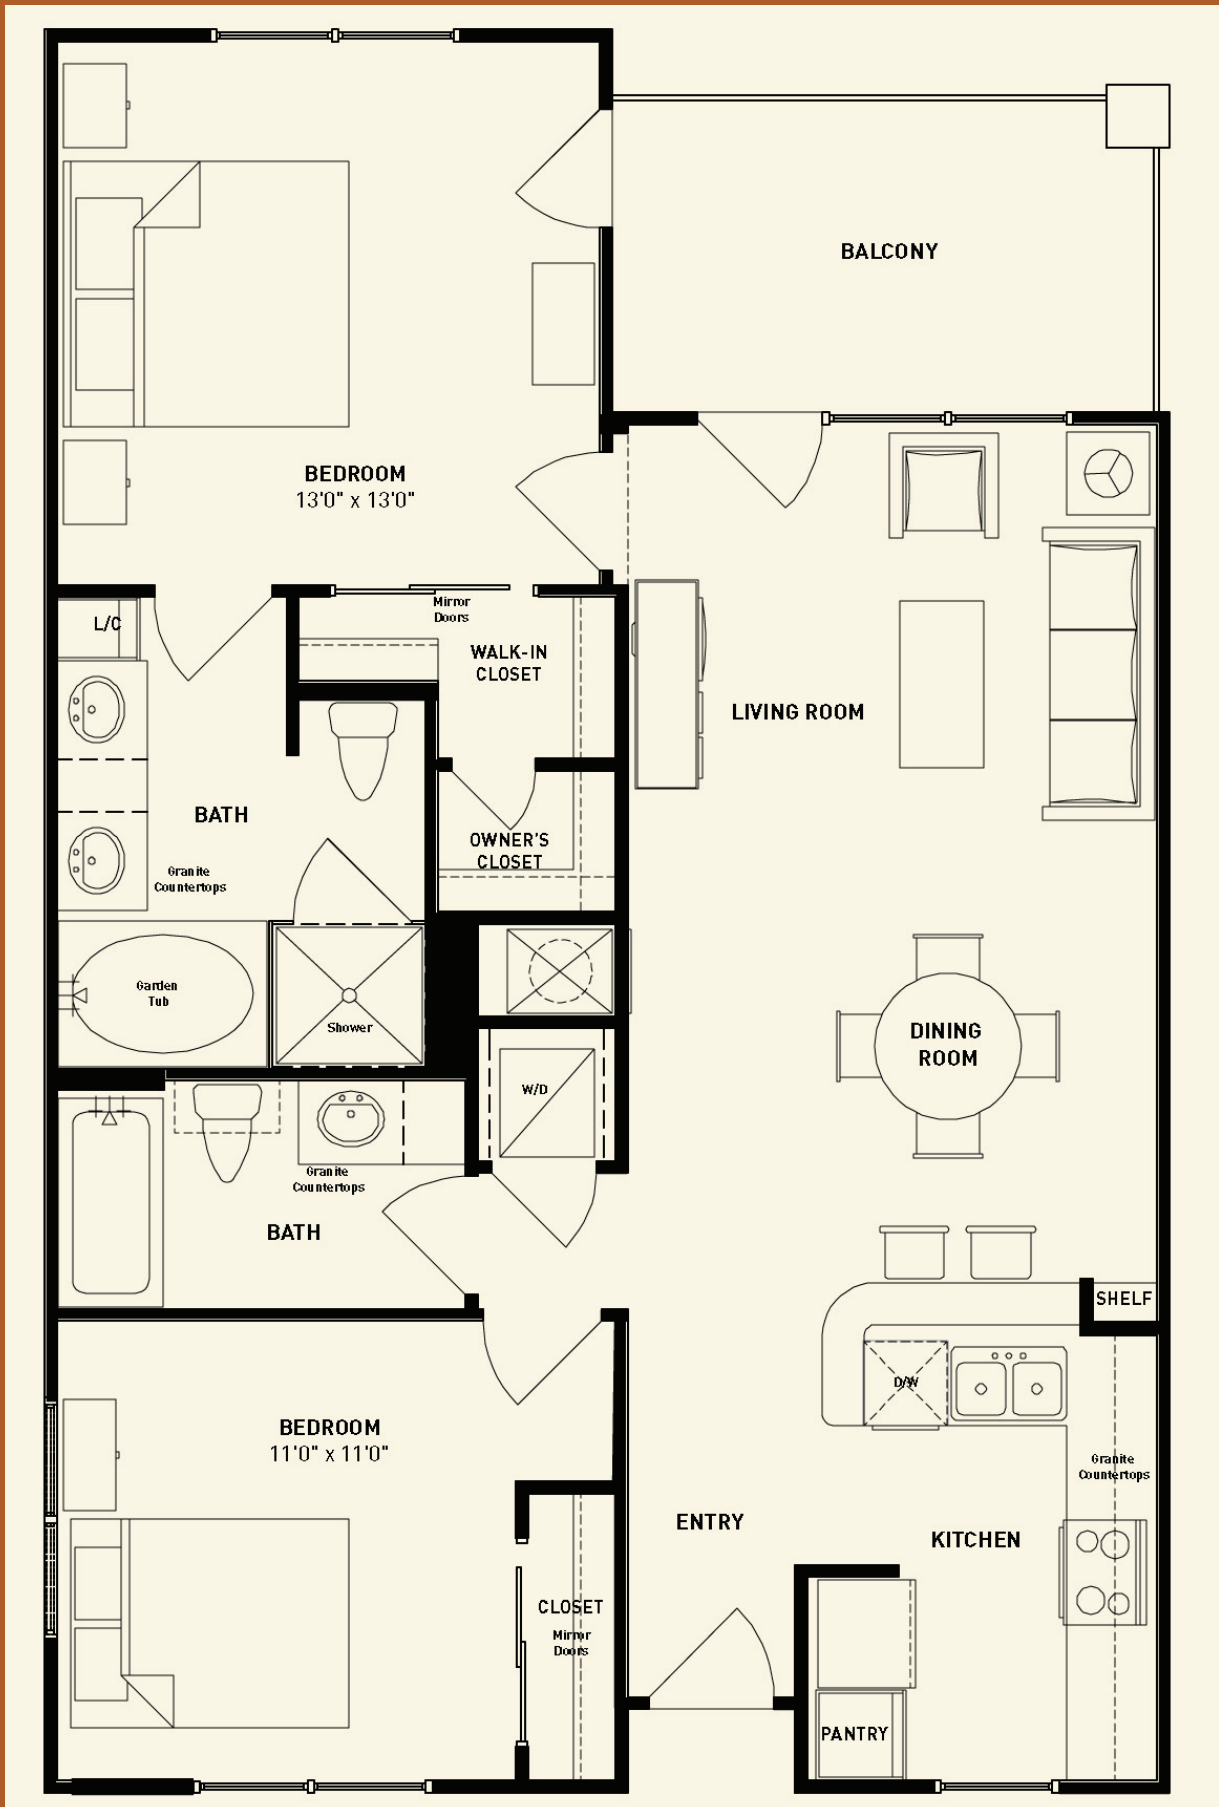 BALCONY
BEDROOM
13'0" x 13'0"
Mirror
Doors
L/C
WALK-IN
CLOSET
LIVING ROOM
BATH
OWNER'S
CLOSET
Granite
Countertops
Garden
Tub
Shower
DINING
ROOM
W/D
Granite
Countertops
BATH
SHELF
D/W
BEDROOM
11'0" x 11'0"
Granite
Countertops
ENTRY
KITCHEN
CLOSET
Mirror
Doors
PANTRY